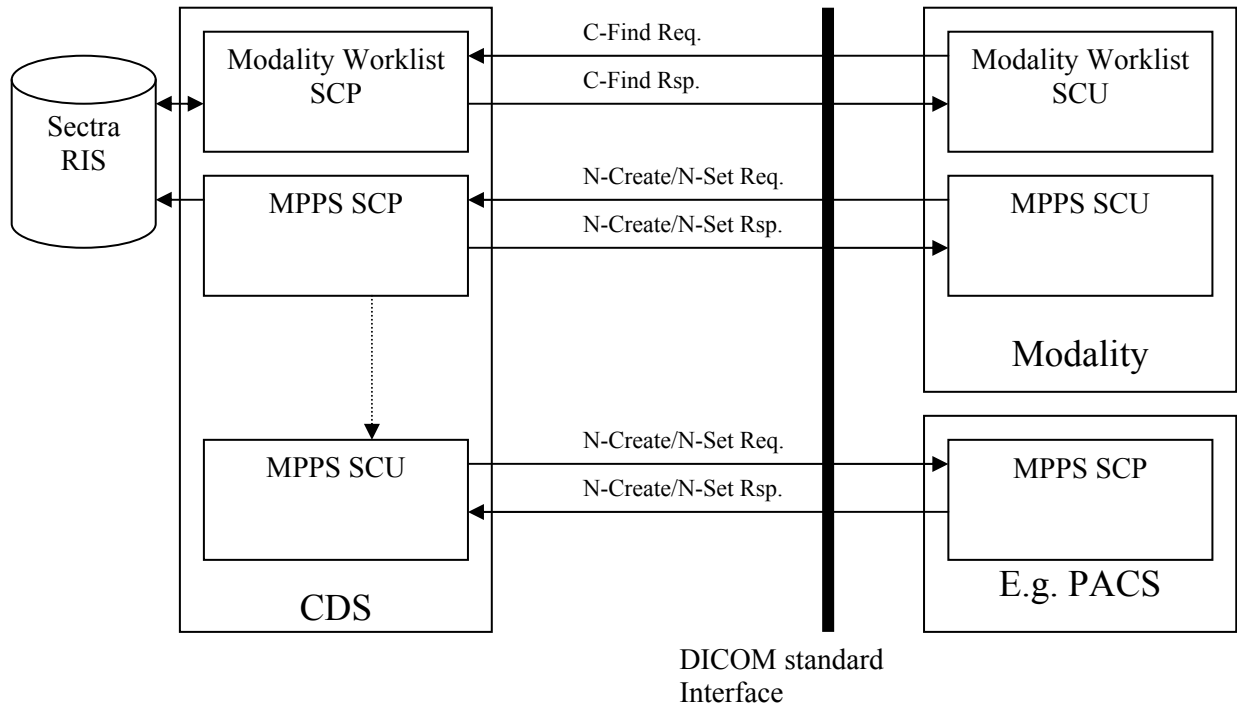 C-Find Req.
Modality Worklist
SCP
Modality Worklist
SCU
C-Find Rsp.
Sectra
RIS
N-Create/N-Set Req.
MPPS SCP
MPPS SCU
N-Create/N-Set Rsp.
Modality
N-Create/N-Set Req.
MPPS SCU
MPPS SCP
N-Create/N-Set Rsp.
E.g. PACS
CDS
DICOM standard
Interface